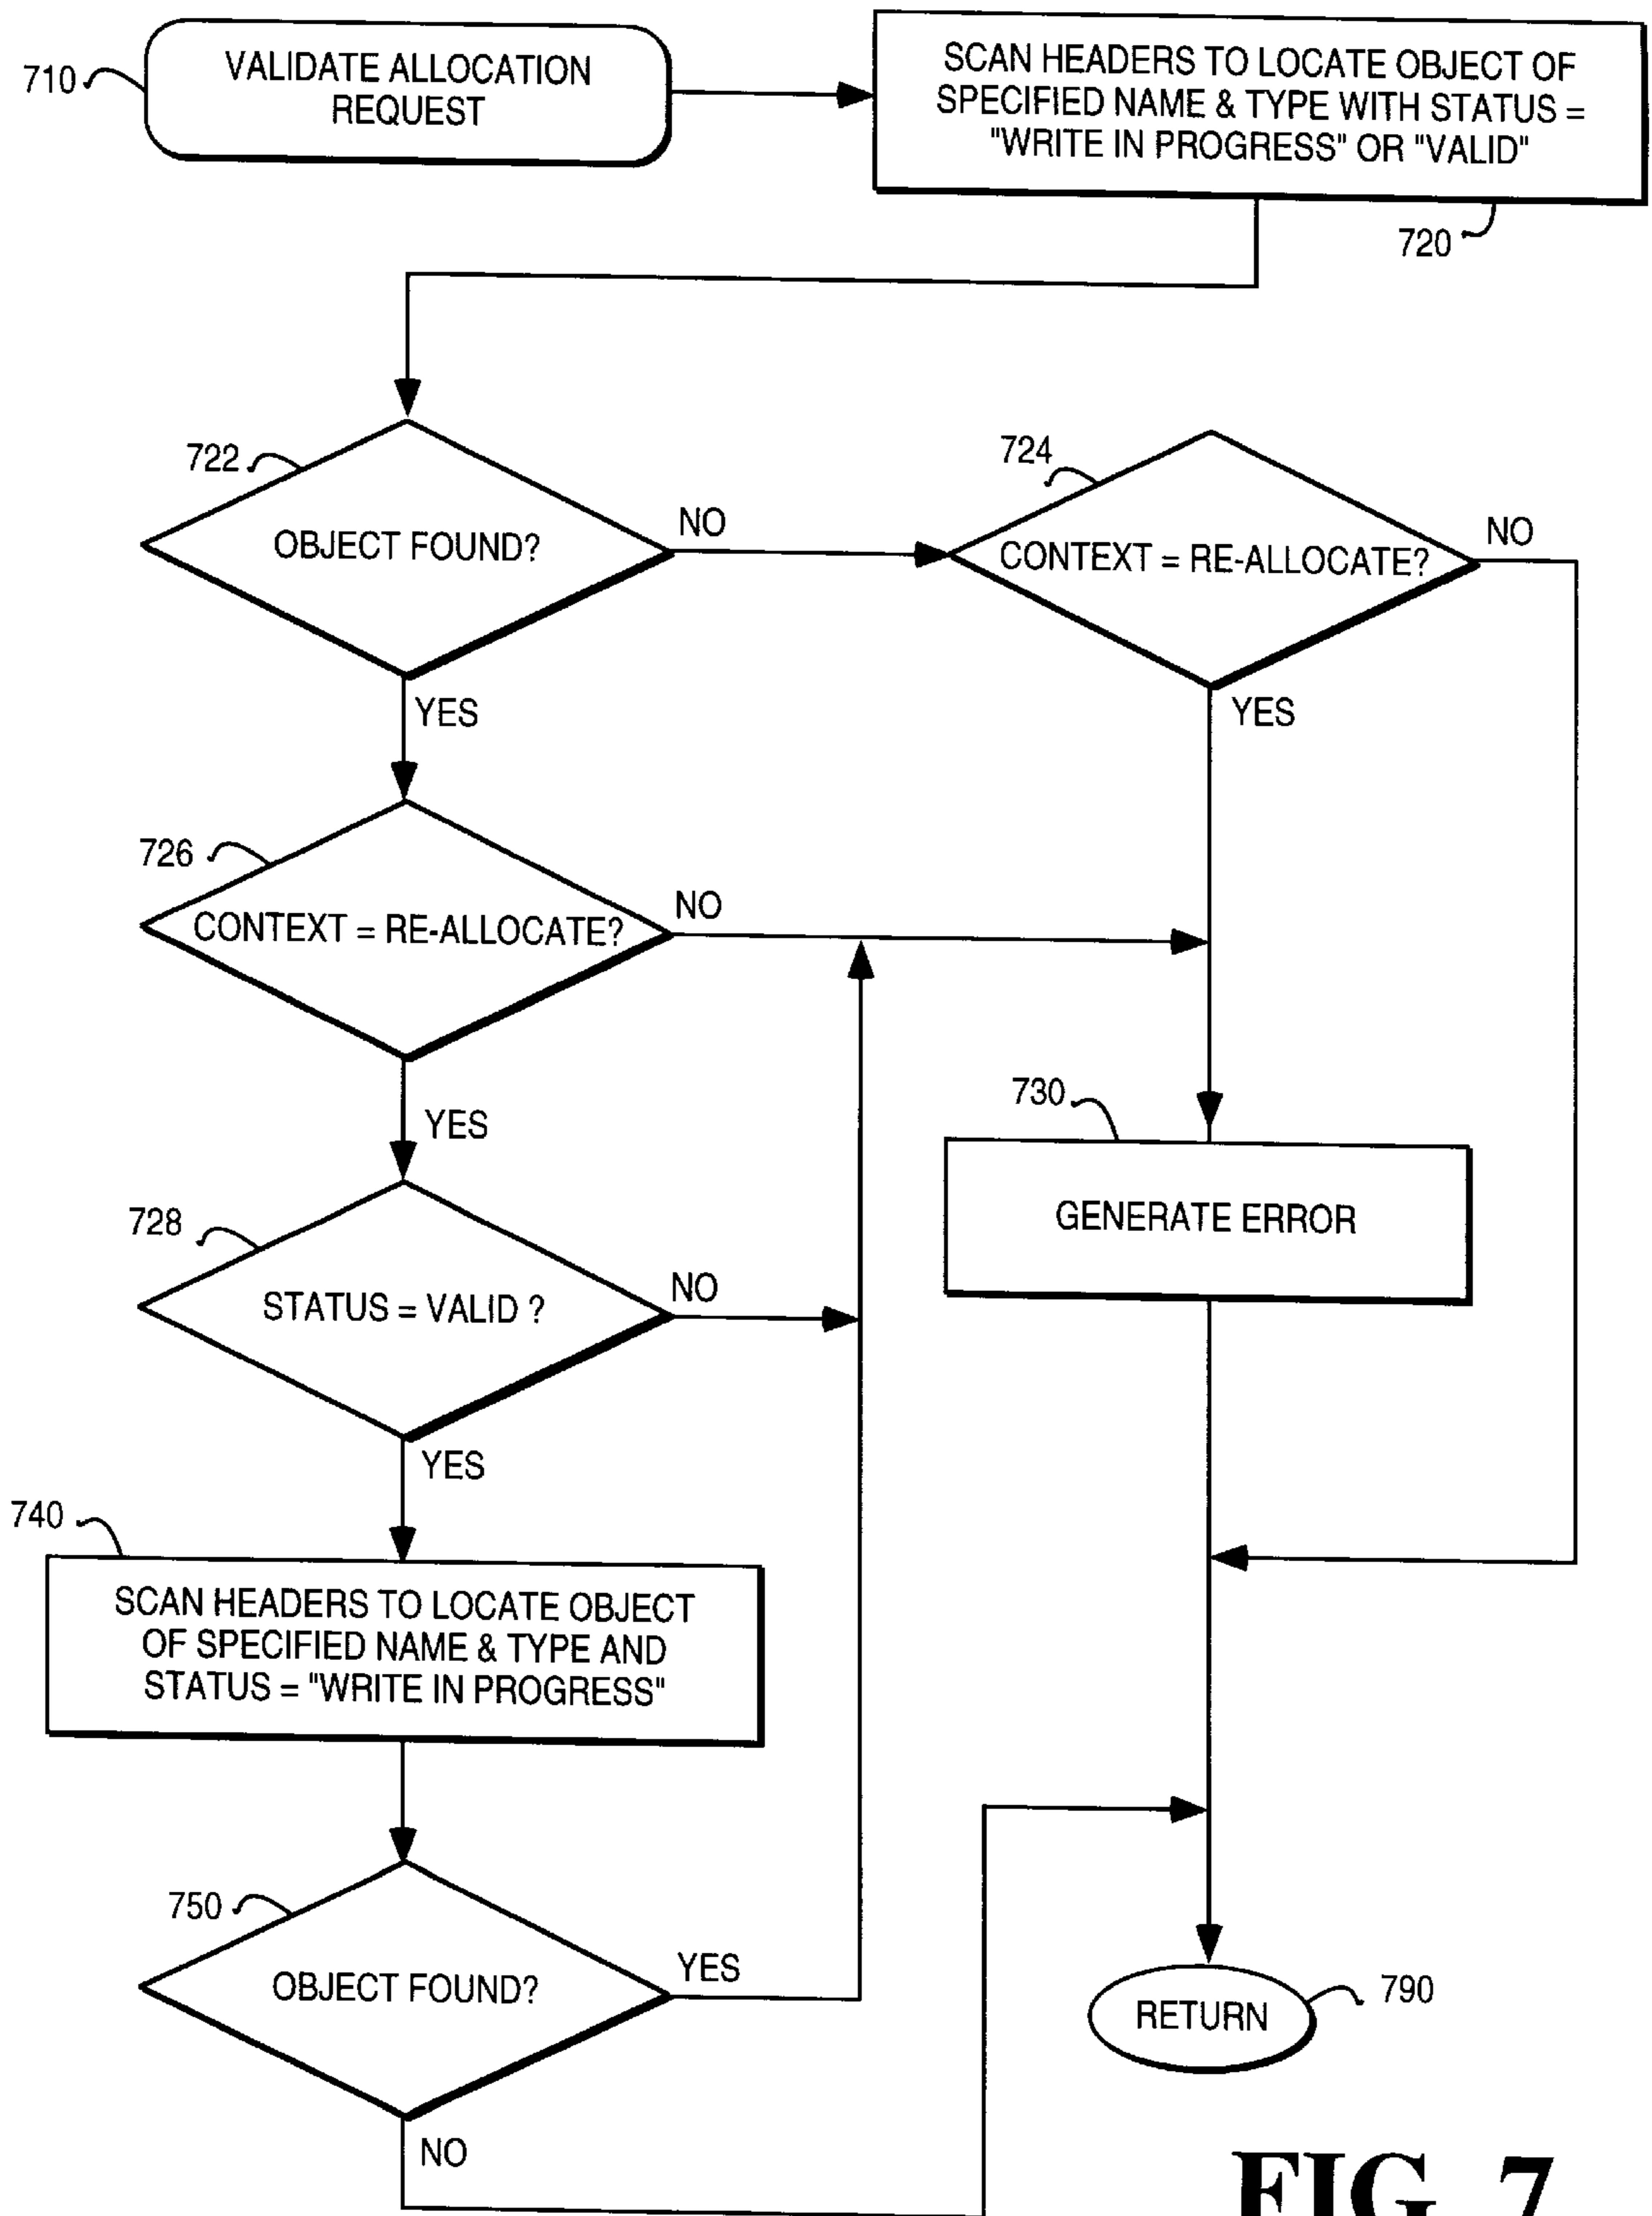 710
VALIDATE ALLOCATION
REQUEST
SCAN HEADERS TO LOCATE OBJECT OF
SPECIFIED NAME & TYPE WITH STATUS =
"WRITE IN PROGRESS" OR "VALID"
720
722
OBJECT FOUND?
NO
YES
724
CONTEXT = RE-ALLOCATE?
NO
YES
726
CONTEXT = RE-ALLOCATE?
NO
YES
730
GENERATE ERROR
728
STATUS = VALID ?
NO
YES
740
SCAN HEADERS TO LOCATE OBJECT
OF SPECIFIED NAME & TYPE AND
STATUS = "WRITE IN PROGRESS"
750
OBJECT FOUND?
YES
NO
RETURN
790
FIG. 7